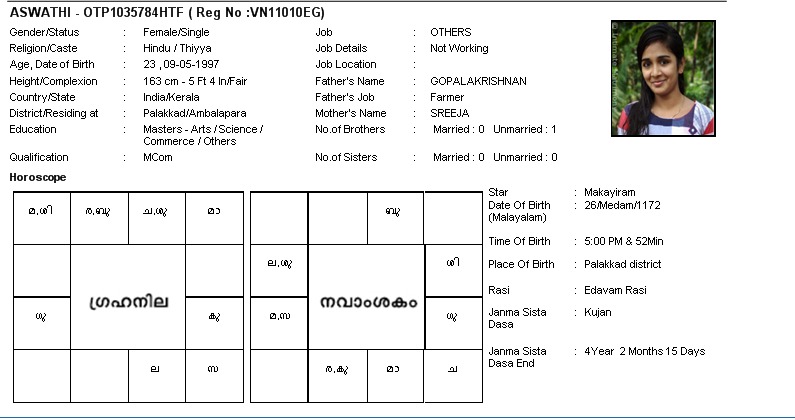 ASWATHI - OTP1035784HTF ( Reg No :VN11010EG)
Gender/Status : Female/Single Job : OTHERS
Religion/Caste : Hindu / Thiyya Job Details : Not Working
Age, Date of Birth : 23 ,09-05-1997 Job Location :
Height/Complexion : 163 cm - 5 Ft 4 In/Fair Father's Name : GOPALAKRISHNAN
Country/State : India/Kerala Father's Job : Farmer
District/Residing at : Palakkad/Ambalapara Mother's Name : SREEJA
Education : Masters - Arts / Science / No.of Brothers : Married : 0 Unmarried : 1
Commerce / Others
Qualification : MCom No.of Sisters : Married : 0 Unmarried : 0
Horoscope
മ,ശി ര,ബു ച,ശു മാ ബു
ല,ശു ശി
ഗ്രഹനില നവാംശകം
ഗു കു മ,സ ഗു
ല സ ര,കു മാ ച
Star : Makayiram
Date Of Birth : 26/Medam/1172
(Malayalam)
Time Of Birth : 5:00 PM & 52Min
Place Of Birth : Palakkad district
Rasi : Edavam Rasi
Janma Sista : Kujan
Dasa
Janma Sista : 4Year 2 Months 15 Days
Dasa End